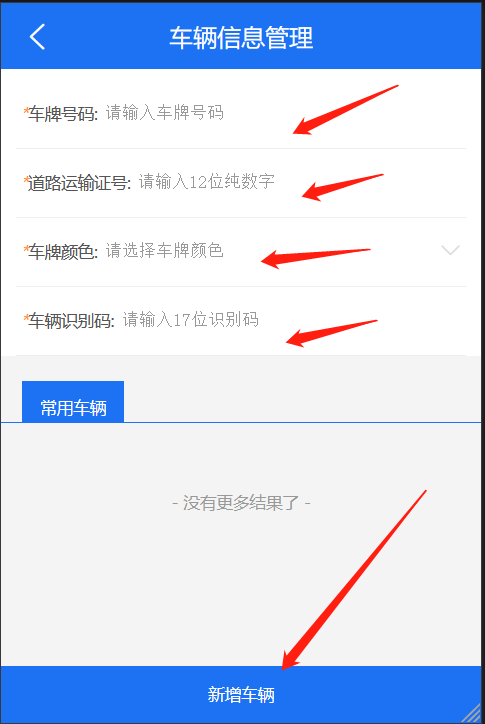 车辆信息管理
*车牌号码: 请输入车牌号码
*道路运输证号: 请输入12位纯数字
*车牌颜色: 请选择车牌颜色
*车辆识别码: 请输入17位识别码
常用车辆
- 没有更多结果了 -
新增车辆